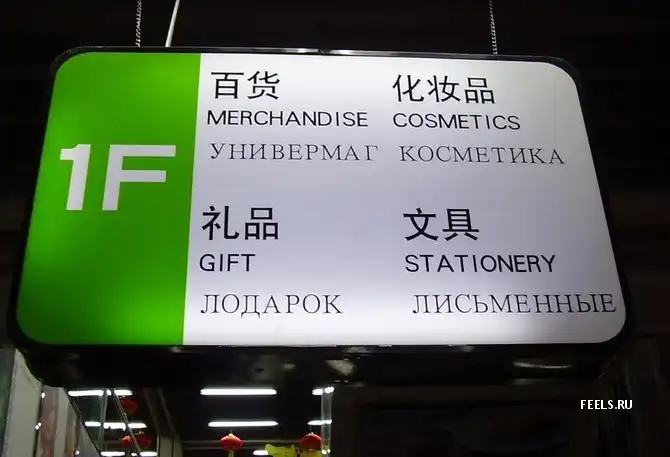 1F
百货
MERCHANDISE
УНИВЕРМАГ
化妆品
COSMETICS
КОСМЕТИКА
礼品
GIFT
ЛОДАРОК
文具
STATIONERY
ЛИСЬМЕННЫЕ
FEELS.RU